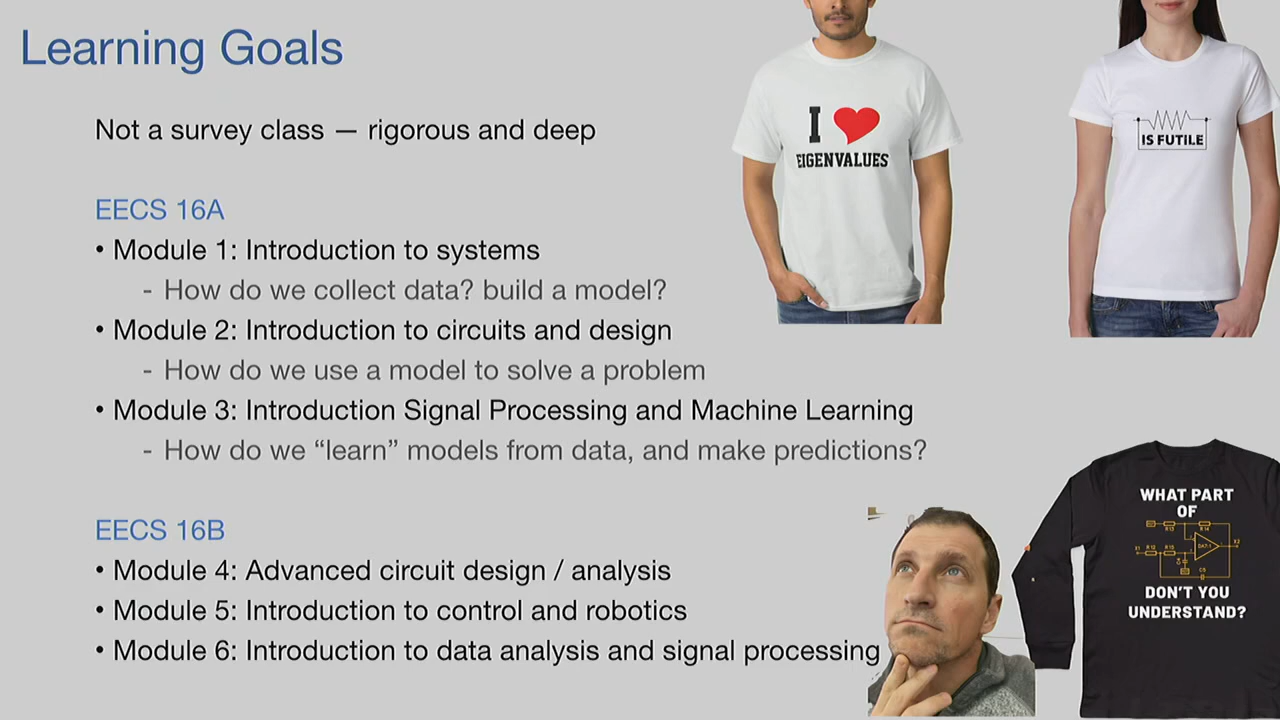 Learning Goals
Not a survey class — rigorous and deep
EECS 16A
• Module 1: Introduction to systems
- How do we collect data? build a model?
• Module 2: Introduction to circuits and design
- How do we use a model to solve a problem
• Module 3: Introduction Signal Processing and Machine Learning
- How do we “learn” models from data, and make predictions?
EECS 16B
• Module 4: Advanced circuit design / analysis
• Module 5: Introduction to control and robotics
• Module 6: Introduction to data analysis and signal processing
I
EIGENVALUES
IS FUTILE
WHAT PART
OF
DON’T YOU
UNDERSTAND?